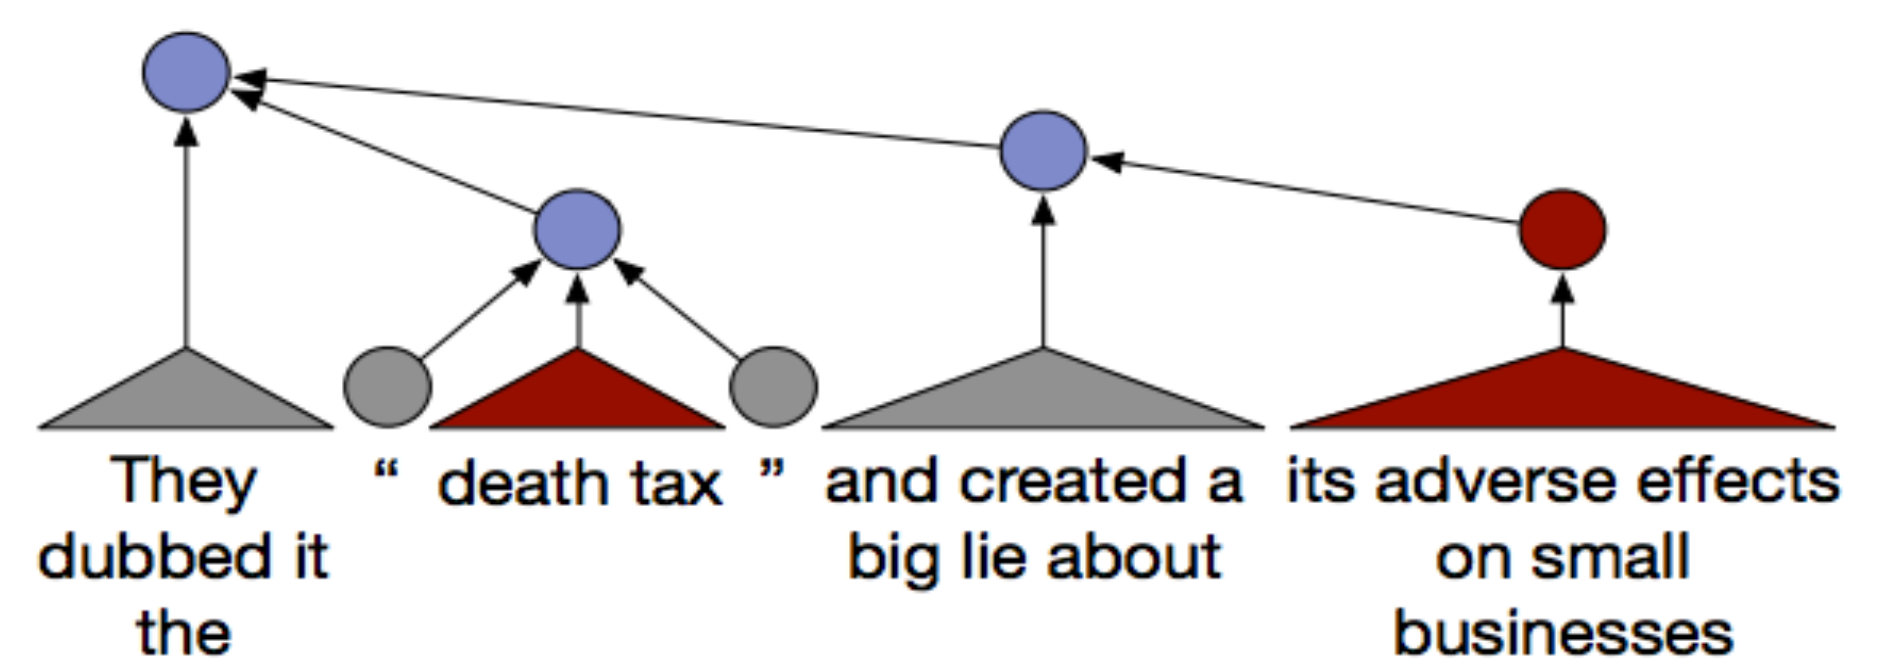 They “ death tax ” and created a its adverse effects
dubbed it big lie about on small
the businesses